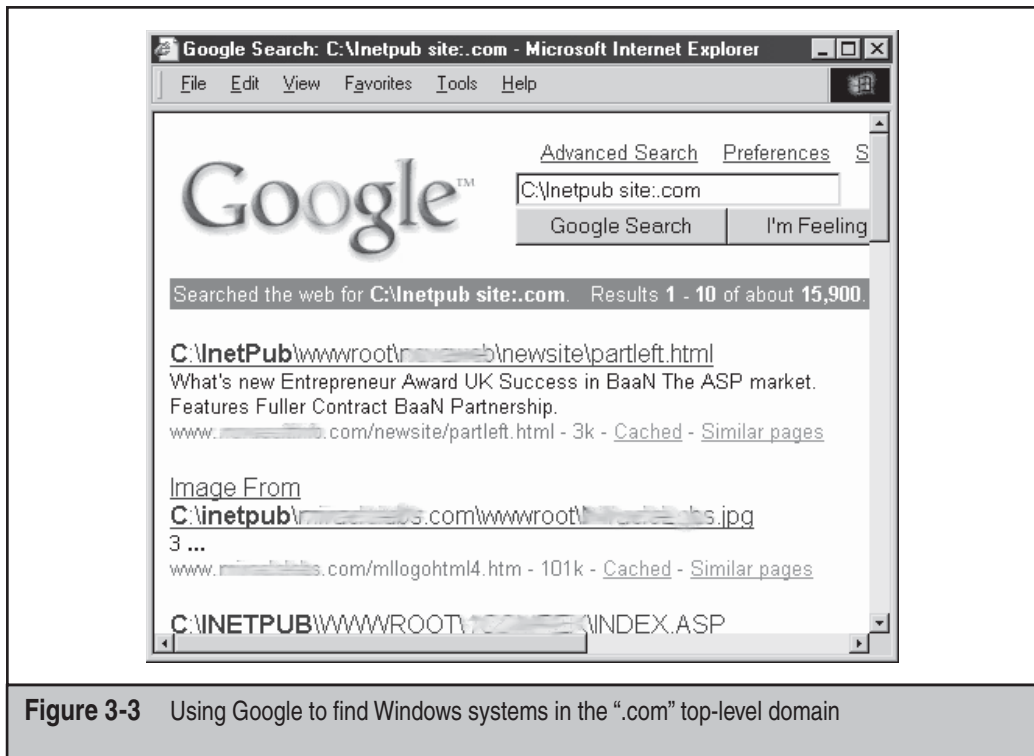 Google Search: C:\Inetpub site:.com - Microsoft Internet Explorer
File Edit View Favorites Tools Help
Advanced Search Preferences S
Google™
C:\Inetpub site:.com
Google Search I'm Feeling
Searched the web for C:\Inetpub site:.com. Results 1 - 10 of about 15,900.
C:\InetPub\wwwroot\ \newsite\partleft.html
What's new Entrepreneur Award UK Success in BaaN The ASP market.
Features Fuller Contract BaaN Partnership.
www. .com/newsite/partleft.html - 3k - Cached - Similar pages
Image From
C:\inetpub\ .com\wwwroot\ .jpg
3 ...
www. .com/mllogohtml4.htm - 101k - Cached - Similar pages
C:\INETPUB\WWWROOT\ \INDEX.ASP
Figure 3-3 Using Google to find Windows systems in the “.com” top-level domain